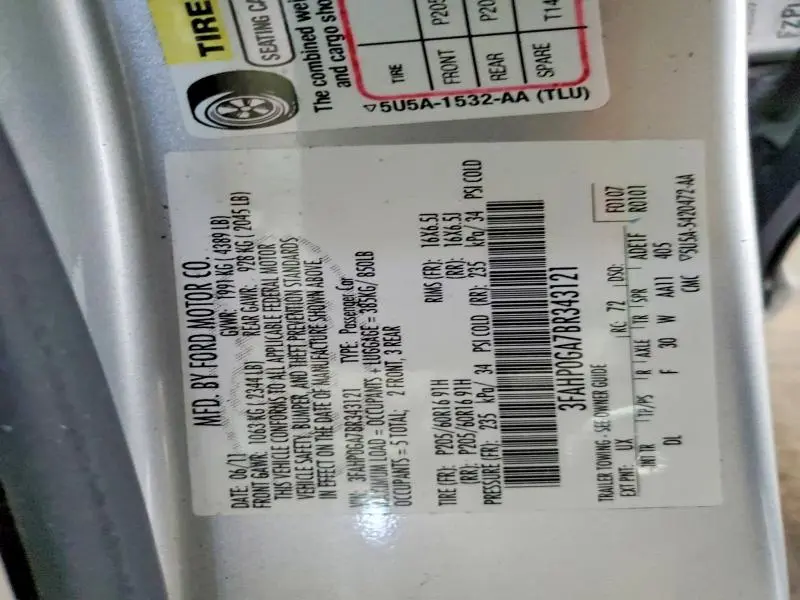 TIRE
SEATING CA
The combined wei
and cargo sho
TIRE
FRONT P205
REAR P20
SPARE T14
5U5A-1532-AA (TLU)
MFD. BY FORD MOTOR CO.
DATE: 06/11 GVWR: 1991 KG ( 4389 LB)
FRONT GAWR: 1063 KG ( 2344 LB) REAR GAWR: 928 KG ( 2045 LB)
THIS VEHICLE CONFORMS TO ALL APPLICABLE FEDERAL MOTOR
VEHICLE SAFETY, BUMPER, AND THEFT PREVENTION STANDARDS
IN EFFECT ON THE DATE OF MANUFACTURE SHOWN ABOVE.
VIN: 3FAHP0GA7BR343121 TYPE: Passenger Car
MAXIMUM LOAD = OCCUPANTS + LUGGAGE = 385KG/ 850LB
OCCUPANTS = 5 TOTAL; 2 FRONT, 3 REAR
TIRE (FR): P205/60R16 91H RIMS (FR): 16X6.5J
(RR): P205/60R16 91H (RR): 16X6.5J
PRESSURE (FR): 235 kPa/ 34 PSI COLD (RR): 235 kPa/ 34 PSI COLD
3FAHP0GA7BR343121
TRAILER TOWING - SEE OWNER GUIDE F0107
EXT PNT: UX RC: 72 DSO: R0101
INT TR TP/PS R AXLE TR SPR ADETF
DL F 30 W AA11 4D5
CMC 5U5A-5420472-AA